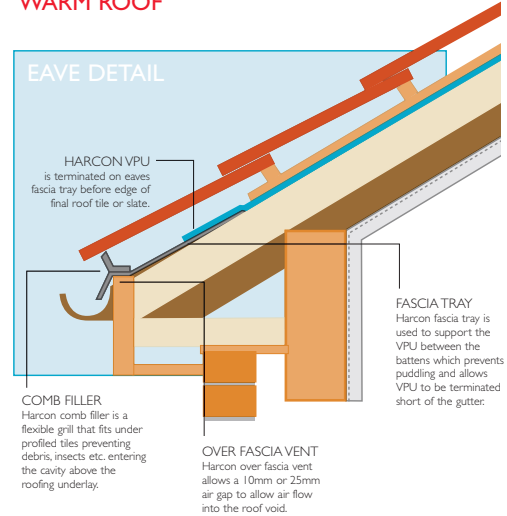 WARM ROOF
EAVE DETAIL
HARCON VPU
is terminated on eaves
fascia tray before edge of
final roof tile or slate.
FASCIA TRAY
Harcon fascia tray is
used to support the
VPU between the
battens which prevents
puddling and allows
VPU to be terminated
short of the gutter.
COMB FILLER
Harcon comb filler is a
flexible grill that fits under
profiled tiles preventing
debris, insects etc. entering
the cavity above the
roofing underlay.
OVER FASCIA VENT
Harcon over fascia vent
allows a 10mm or 25mm
air gap to allow air flow
into the roof void.